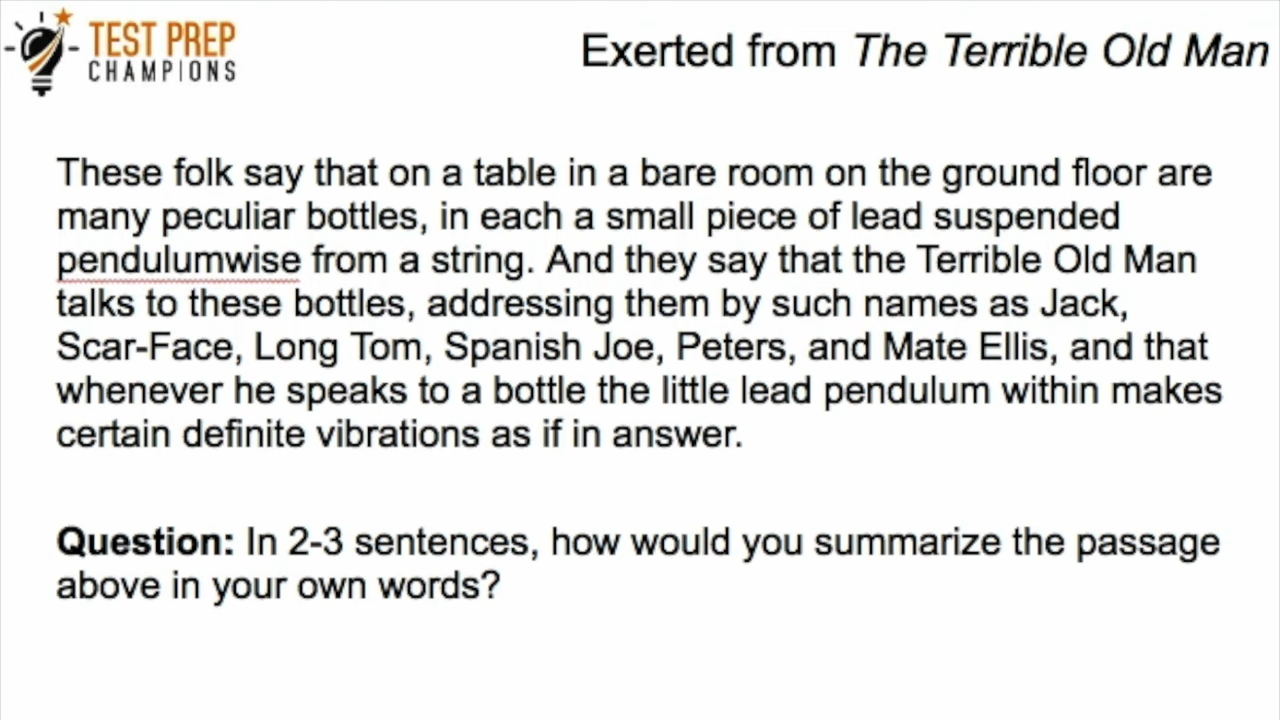 TEST PREP
CHAMPIONS
Exerted from The Terrible Old Man
These folk say that on a table in a bare room on the ground floor are
many peculiar bottles, in each a small piece of lead suspended
pendulumwise from a string. And they say that the Terrible Old Man
talks to these bottles, addressing them by such names as Jack,
Scar-Face, Long Tom, Spanish Joe, Peters, and Mate Ellis, and that
whenever he speaks to a bottle the little lead pendulum within makes
certain definite vibrations as if in answer.
Question: In 2-3 sentences, how would you summarize the passage
above in your own words?